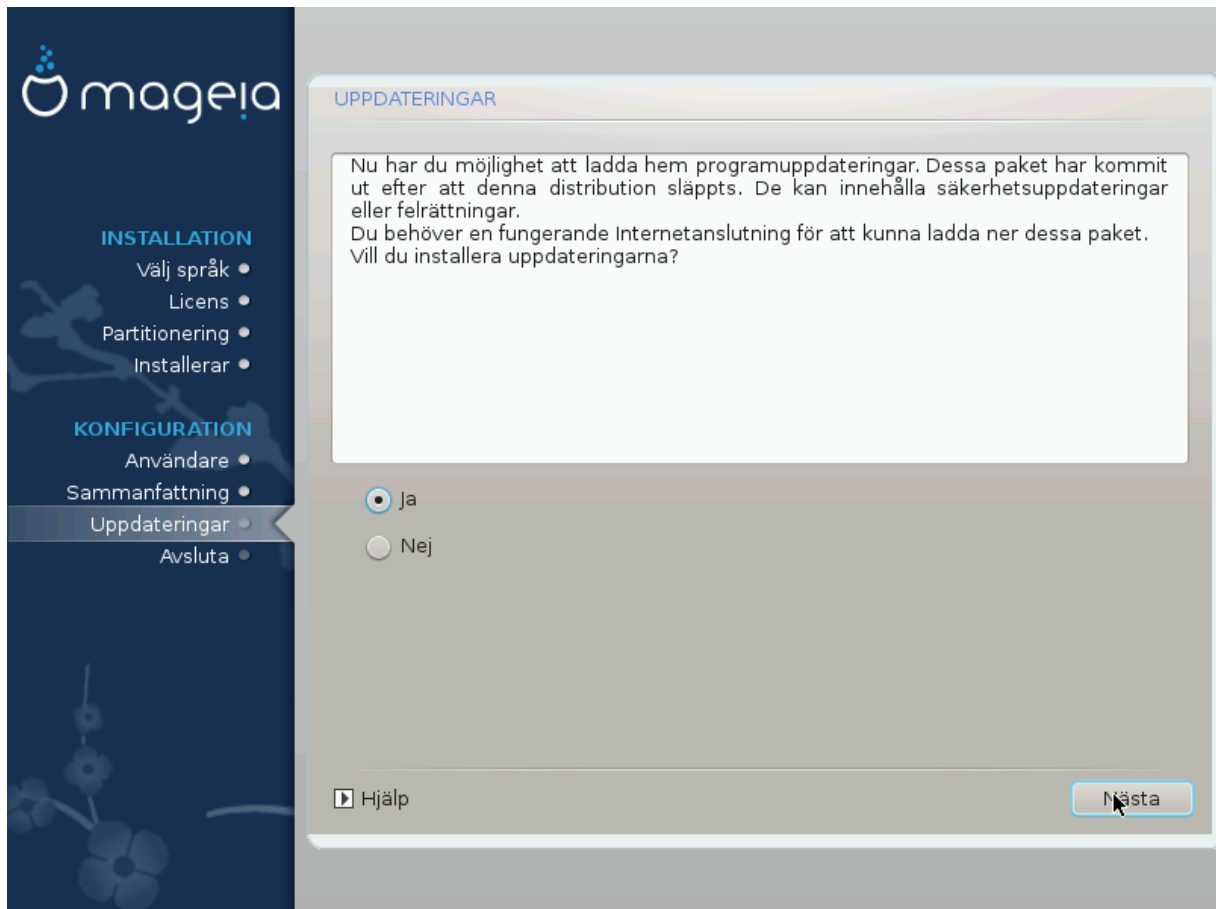 mageia
INSTALLATION
Välj språk
Licens
Partitionering
Installerar
KONFIGURATION
Användare
Sammanfattning
Uppdateringar
Avsluta
UPPDATERINGAR
Nu har du möjlighet att ladda hem programuppdateringar. Dessa paket har kommit
ut efter att denna distribution släppts. De kan innehålla säkerhetsuppdateringar
eller felrättningar.
Du behöver en fungerande Internetanslutning för att kunna ladda ner dessa paket.
Vill du installera uppdateringarna?
Ja
Nej
Hjälp
Nästa